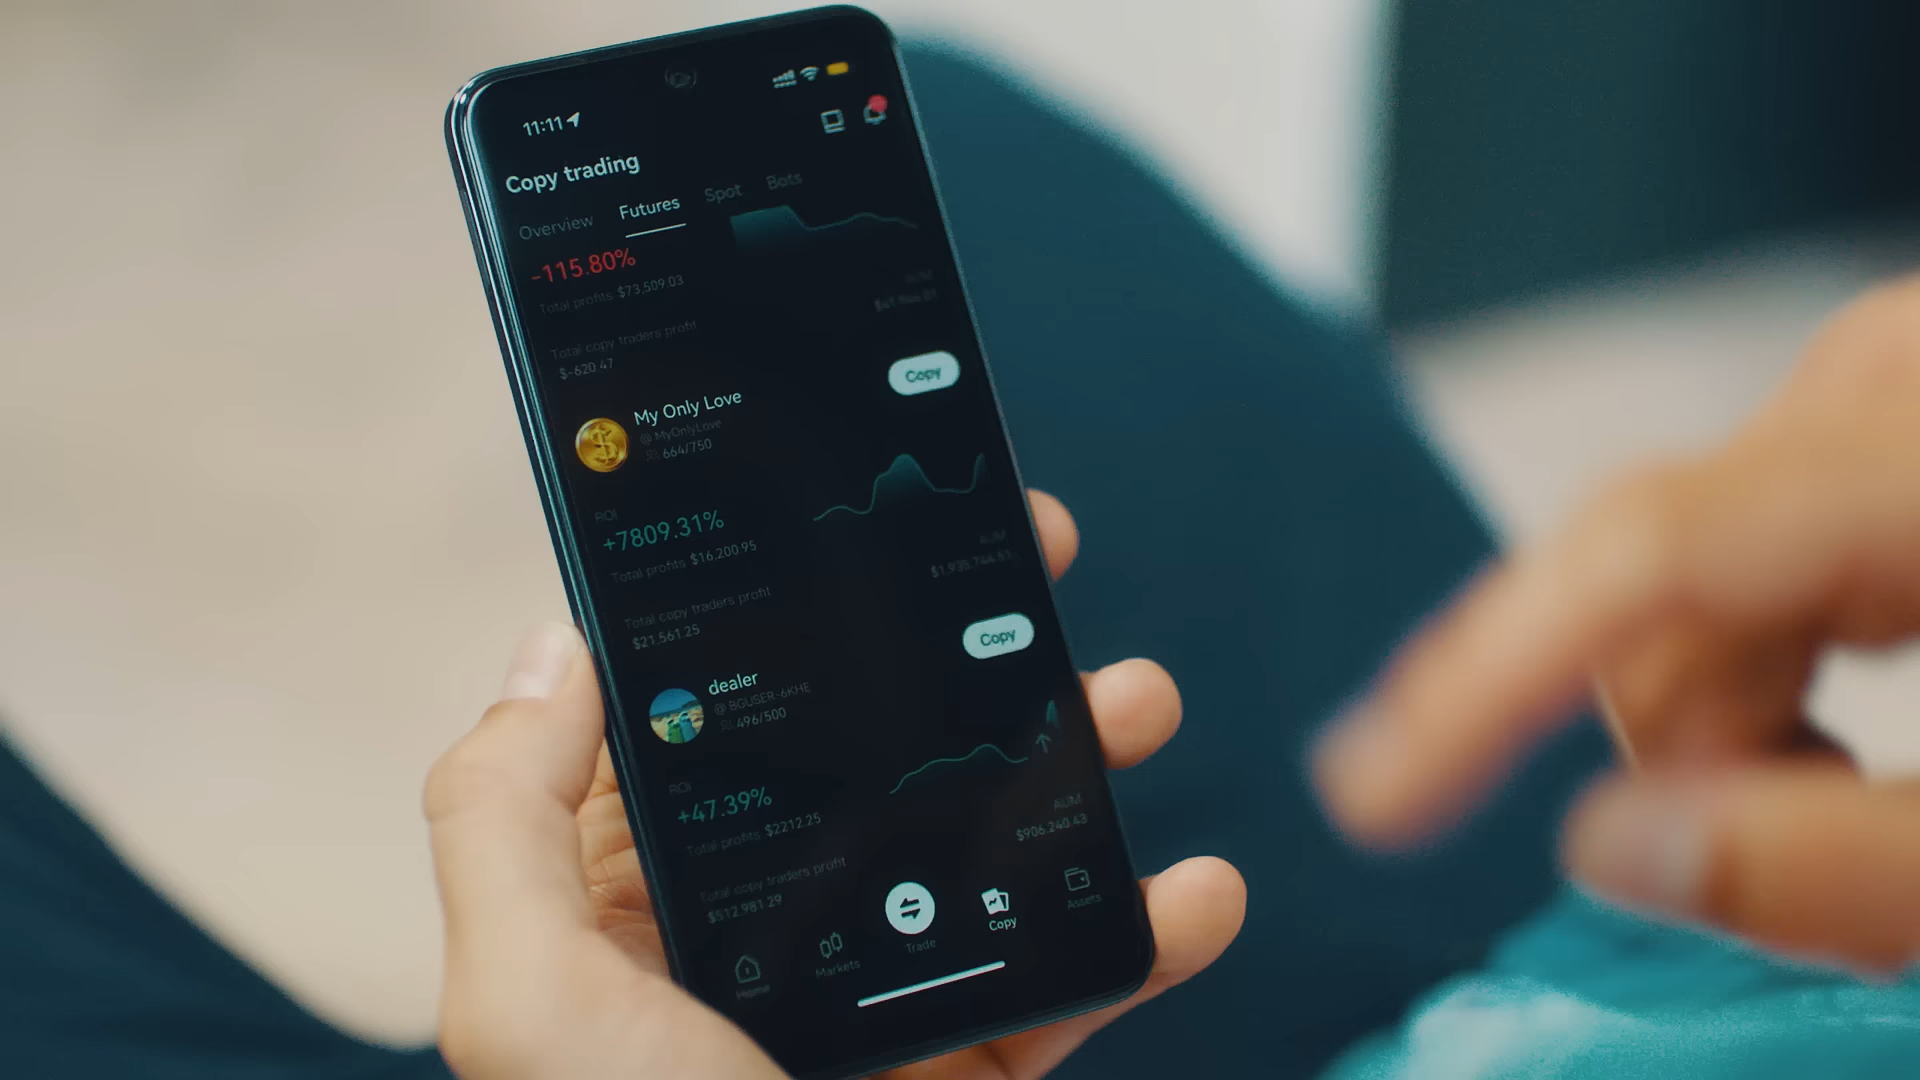 11:11
Copy trading
Overview Futures Spot Bots
-115.80%
Total profits $73,509.03
AUM
Total copy traders profit
$-620.47
Copy
My Only Love
@MyOnlyLove
664/750
ROI
+7809.31%
Total profits $16,200.95
AUM
Total copy traders profit
$21,561.25
Copy
dealer
@BGUSER-6KHE
496/500
ROI
+47.39%
Total profits $2212.25
AUM
$906,240.43
Total copy traders profit
$512,981.29
Home Markets Trade Copy Assets